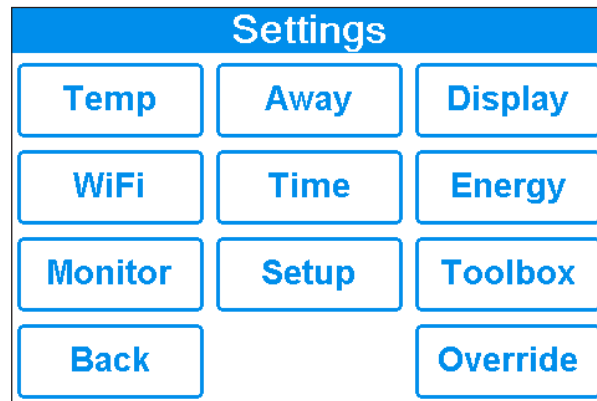 Settings
Temp Away Display
WiFi Time Energy
Monitor Setup Toolbox
Back Override